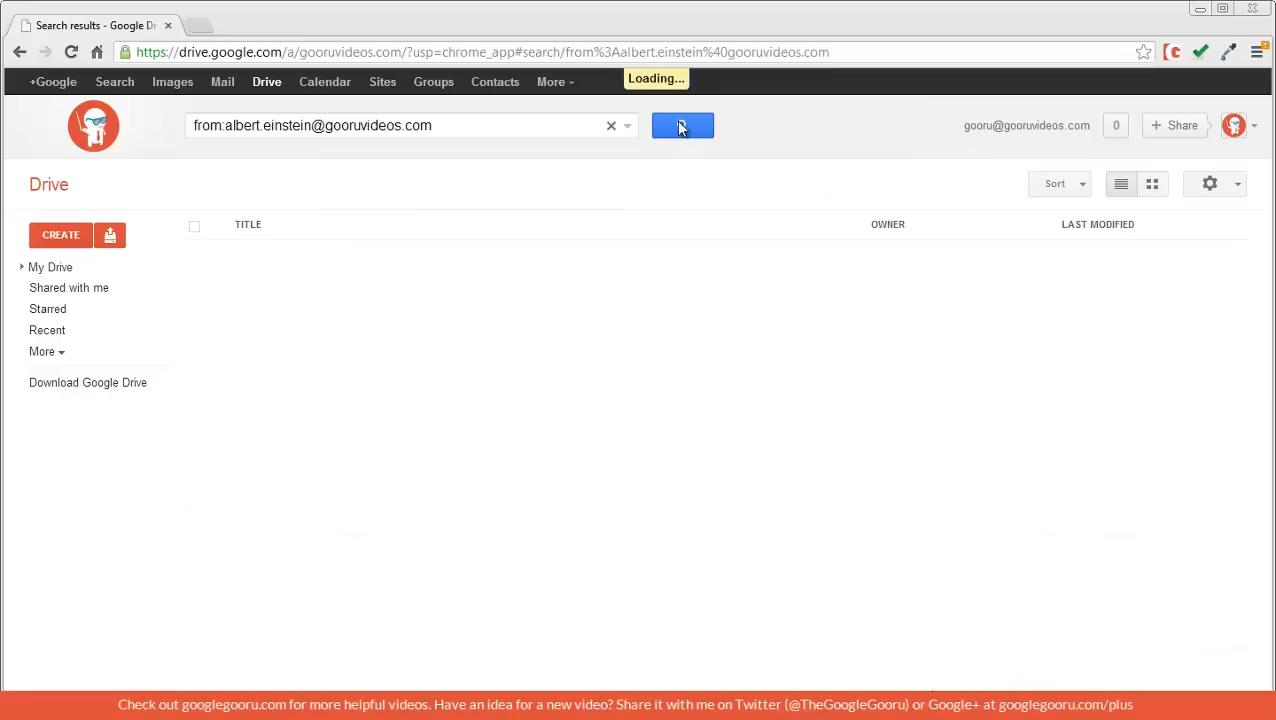 Search results - Google Dr
https://drive.google.com/a/gooruvideos.com/?usp=chrome_app#search/from%3Aalbert.einstein%40gooruvideos.com
+Google Search Images Mail Drive Calendar Sites Groups Contacts More
Loading...
from:albert.einstein@gooruvideos.com
gooru@gooruvideos.com 0 + Share
Drive
Sort
CREATE
TITLE OWNER LAST MODIFIED
My Drive
Shared with me
Starred
Recent
More
Download Google Drive
Check out googlegooru.com for more helpful videos. Have an idea for a new video? Share it with me on Twitter (@TheGoogleGooru) or Google+ at googlegooru.com/plus